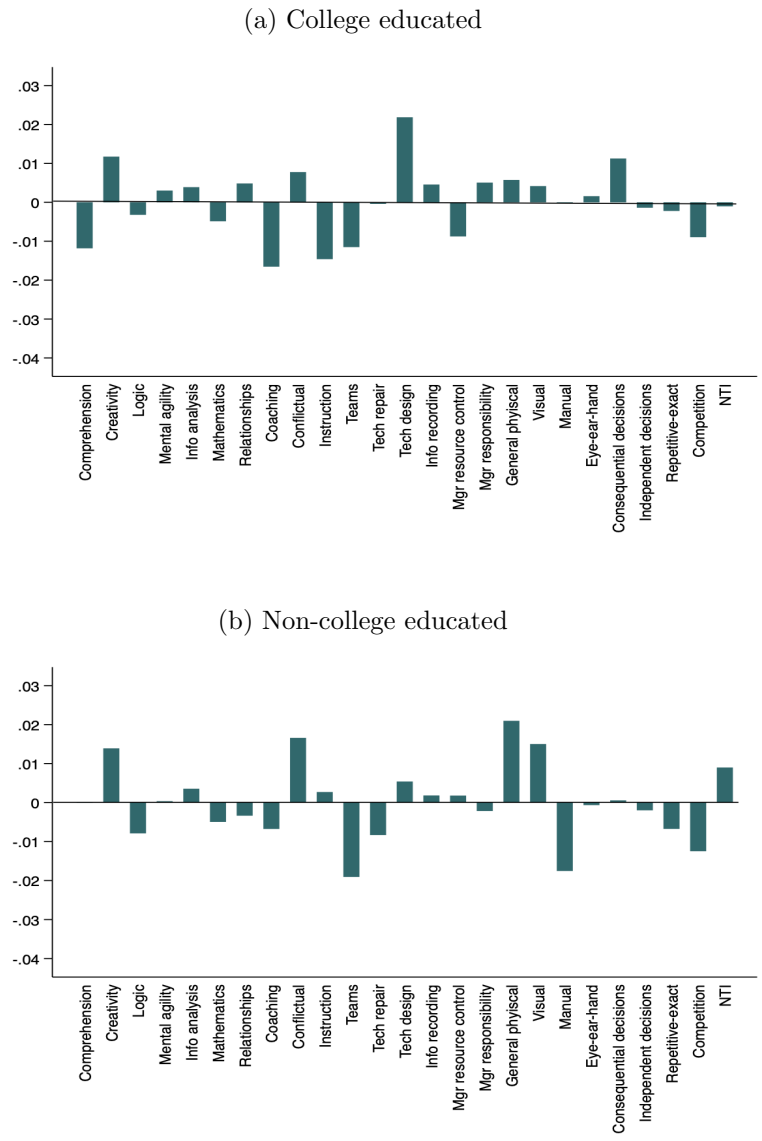 (a) College educated
.03
.02
.01
0
-.01
-.02
-.03
-.04
Comprehension
Creativity
Logic
Mental agility
Info analysis
Mathematics
Relationships
Coaching
Conflictual
Instruction
Teams
Tech repair
Tech design
Info recording
Mgr resource control
Mgr responsibility
General phyiscal
Visual
Manual
Eye-ear-hand
Consequential decisions
Independent decisions
Repetitive-exact
Competition
NTI
(b) Non-college educated
.03
.02
.01
0
-.01
-.02
-.03
-.04
Comprehension
Creativity
Logic
Mental agility
Info analysis
Mathematics
Relationships
Coaching
Conflictual
Instruction
Teams
Tech repair
Tech design
Info recording
Mgr resource control
Mgr responsibility
General phyiscal
Visual
Manual
Eye-ear-hand
Consequential decisions
Independent decisions
Repetitive-exact
Competition
NTI